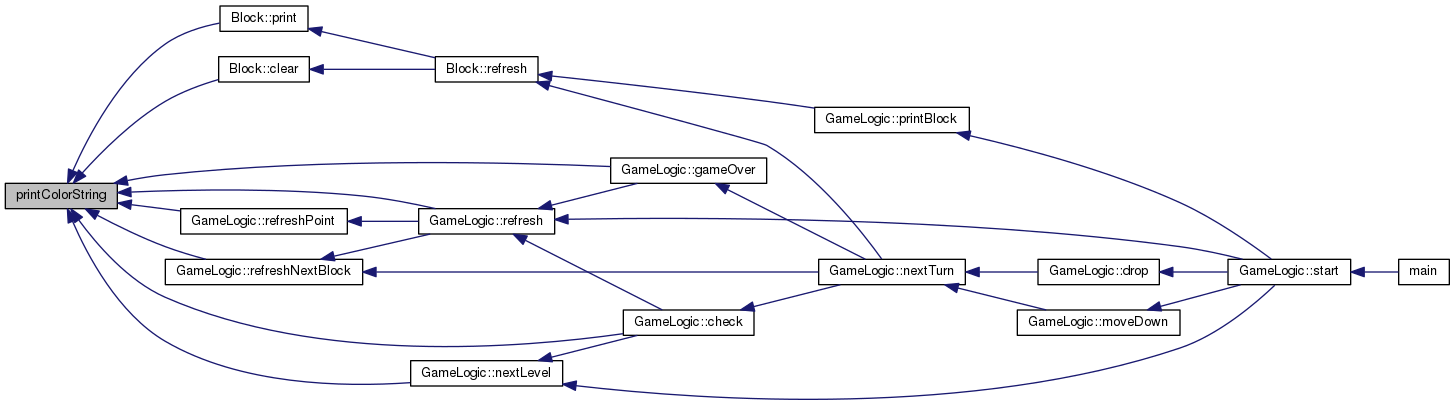 Block::print
Block::clear
Block::refresh
GameLogic::printBlock
GameLogic::gameOver
printColorString
GameLogic::refreshPoint
GameLogic::refresh
GameLogic::refreshNextBlock
GameLogic::nextTurn
GameLogic::drop
GameLogic::start
main
GameLogic::check
GameLogic::moveDown
GameLogic::nextLevel